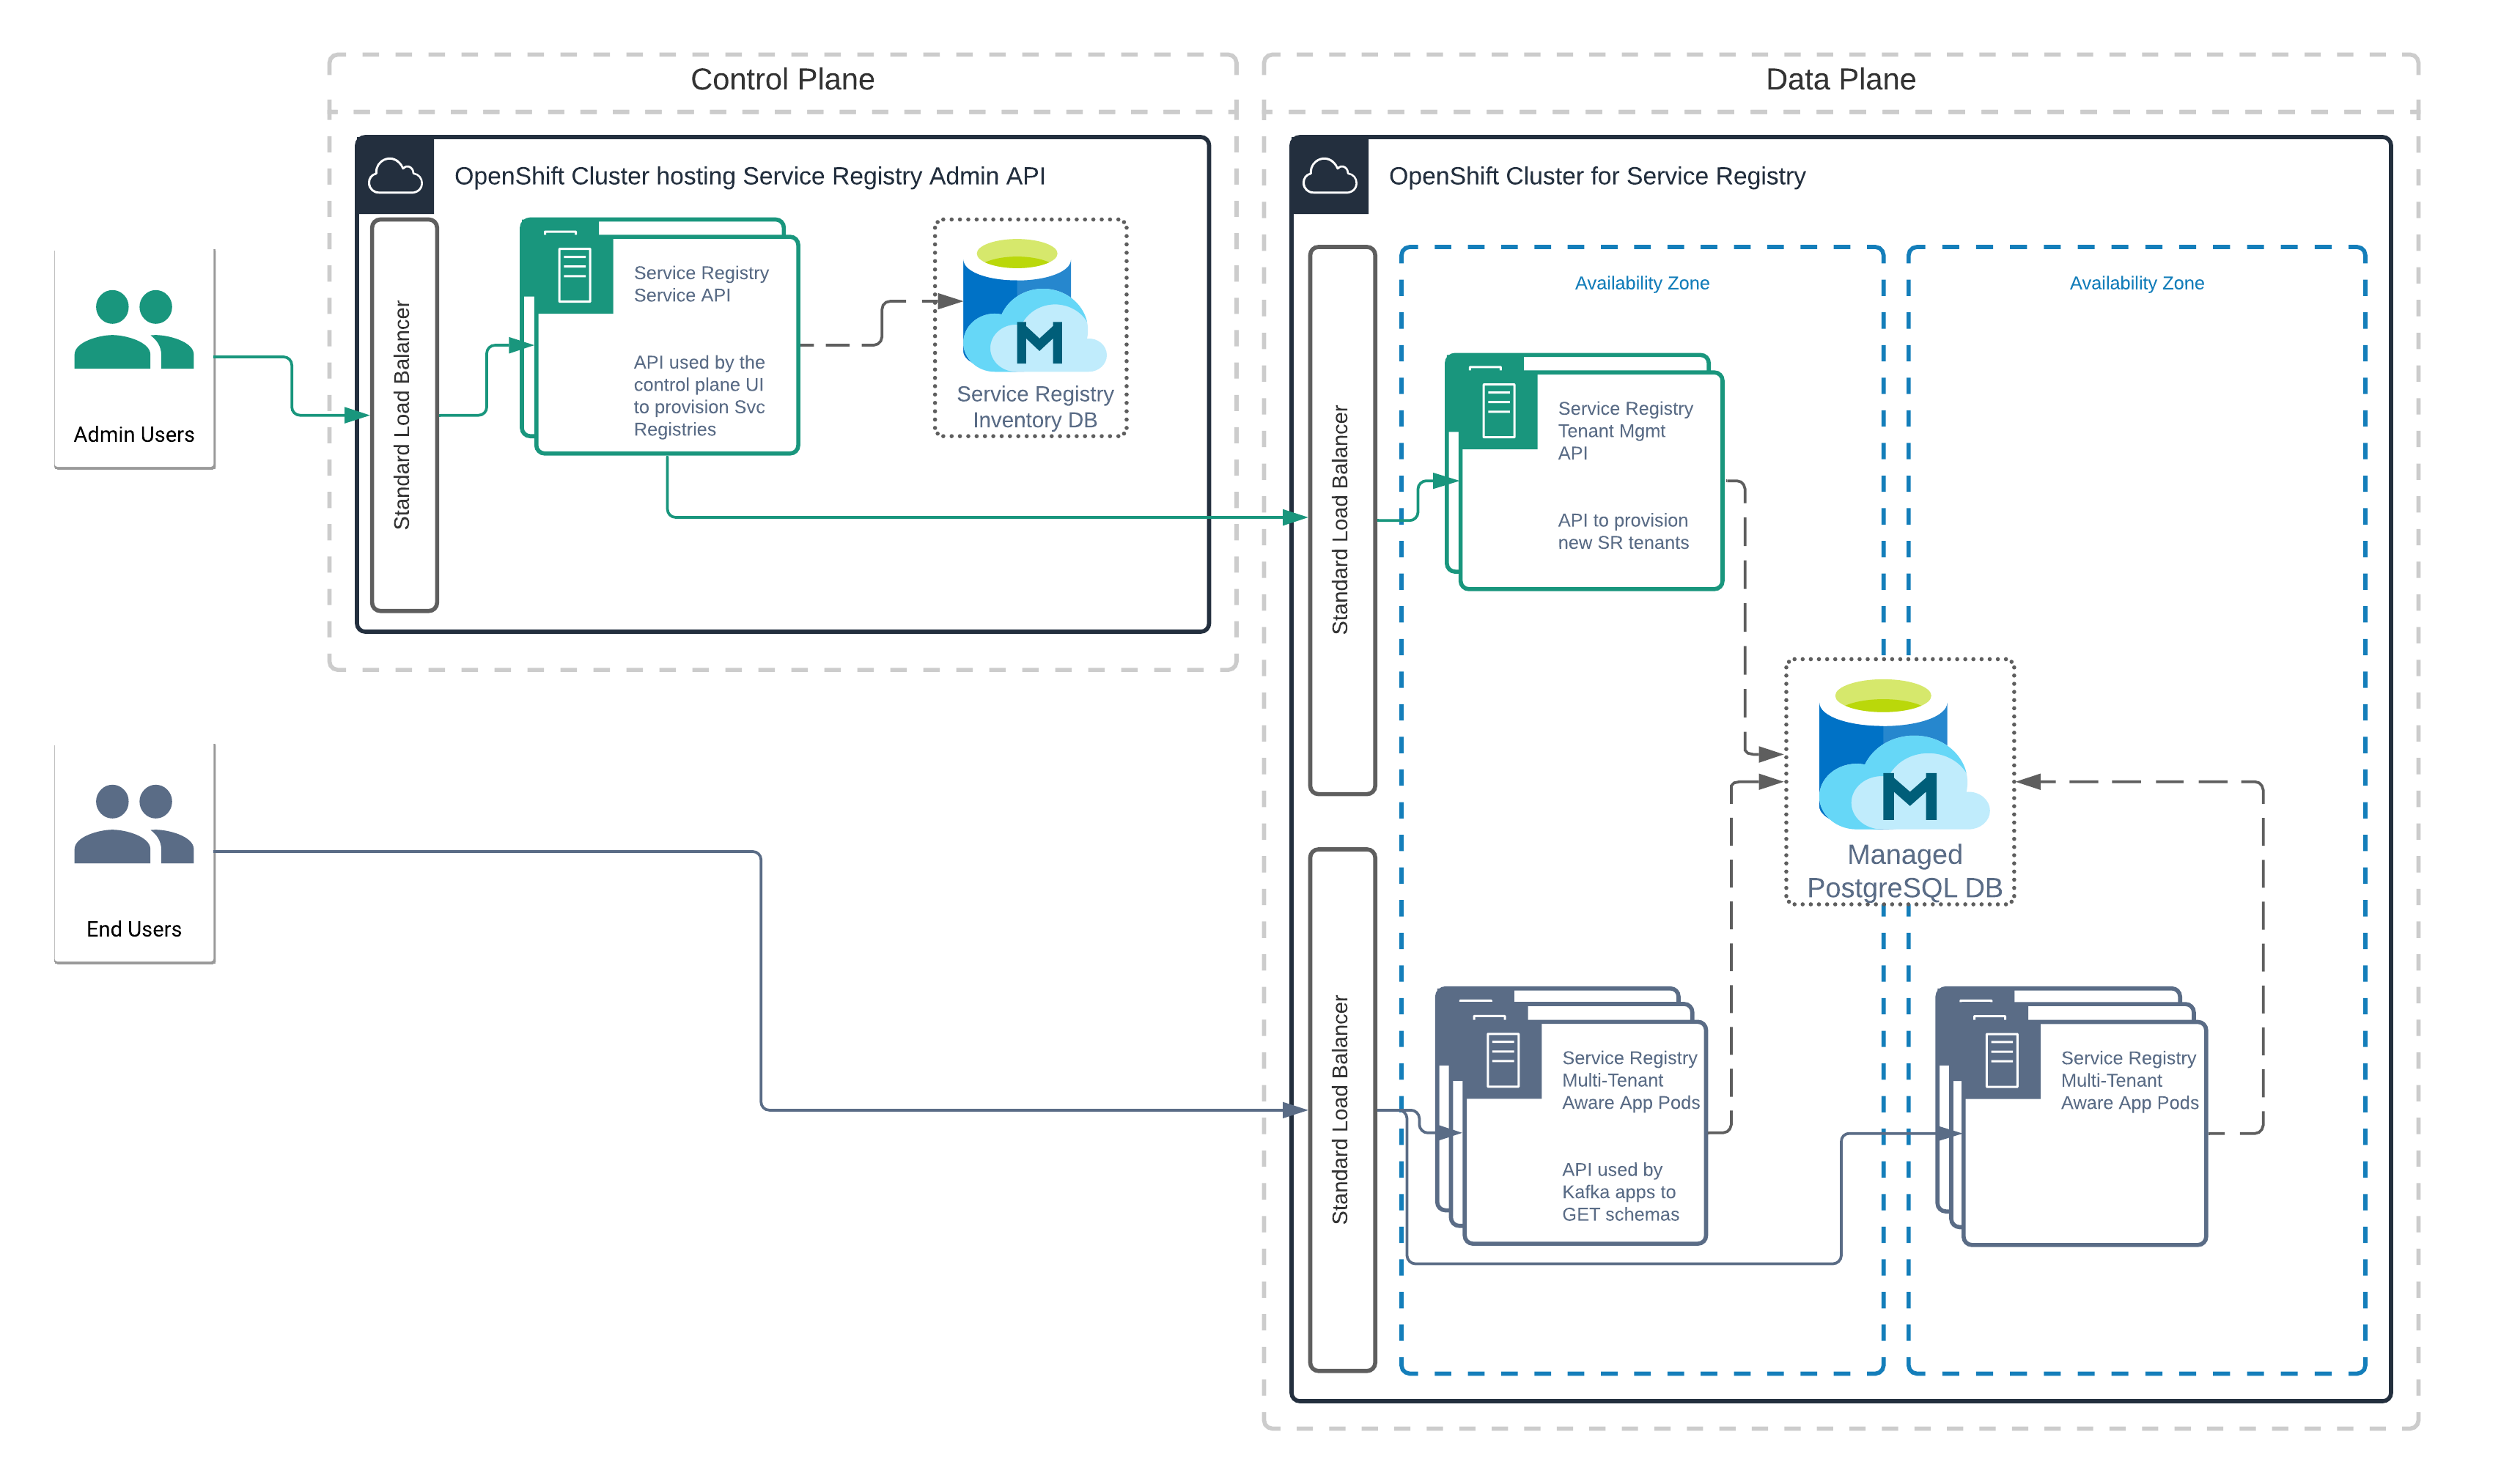 Control Plane
OpenShift Cluster hosting Service Registry Admin API
Standard Load Balancer
Service Registry
Service API
API used by the
control plane UI
to provision Svc
Registries
Service Registry
Inventory DB
Admin Users
End Users
Data Plane
OpenShift Cluster for Service Registry
Standard Load Balancer
Availability Zone
Availability Zone
Service Registry
Tenant Mgmt
API
API to provision
new SR tenants
Managed
PostgreSQL DB
Standard Load Balancer
Service Registry
Multi-Tenant
Aware App Pods
API used by
Kafka apps to
GET schemas
Service Registry
Multi-Tenant
Aware App Pods